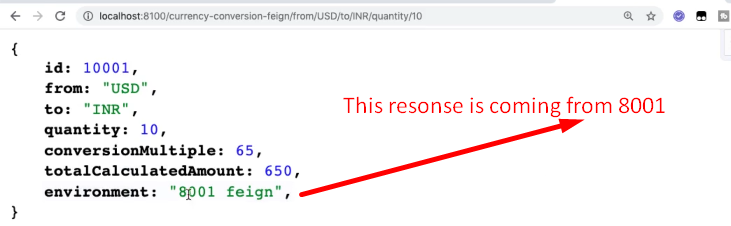 localhost:8100/currency-conversion-feign/from/USD/to/INR/quantity/10
{
id: 10001,
from: "USD",
to: "INR",
This resonse is coming from 8001
quantity: 10,
conversionMultiple: 65,
totalCalculatedAmount: 650,
environment: "8001 feign",
}